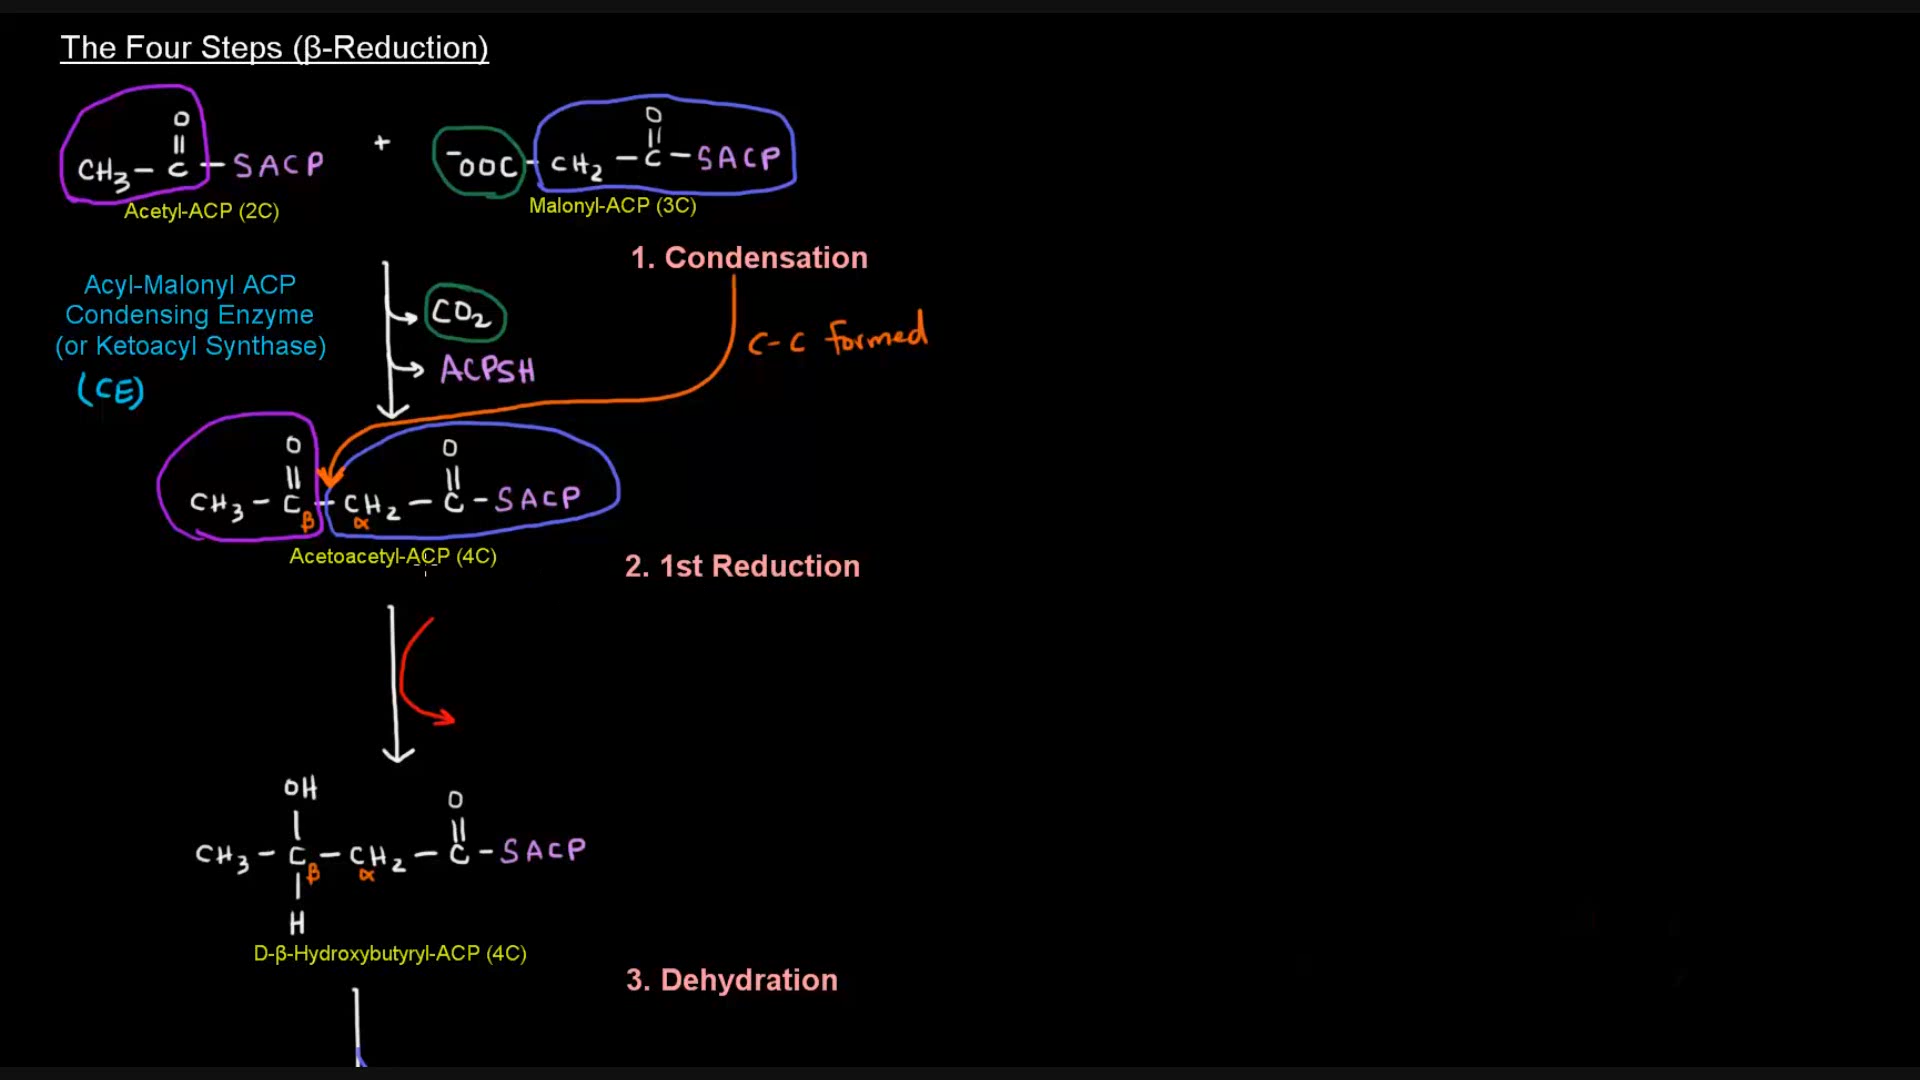 The Four Steps (β-Reduction)
O
||
CH3 – C – SACP
+
O
||
⁻OOC – CH2 – C – SACP
Acetyl-ACP (2C)
Malonyl-ACP (3C)
1. Condensation
Acyl-Malonyl ACP
Condensing Enzyme
(or Ketoacyl Synthase)
(CE)
CO2
ACPSH
C-C formed
O O
|| ||
CH3 – C – CH2 – C – SACP
β α
Acetoacetyl-ACP (4C)
2. 1st Reduction
OH O
| ||
CH3 – C – CH2 – C – SACP
| β α
H
D-β-Hydroxybutyryl-ACP (4C)
3. Dehydration